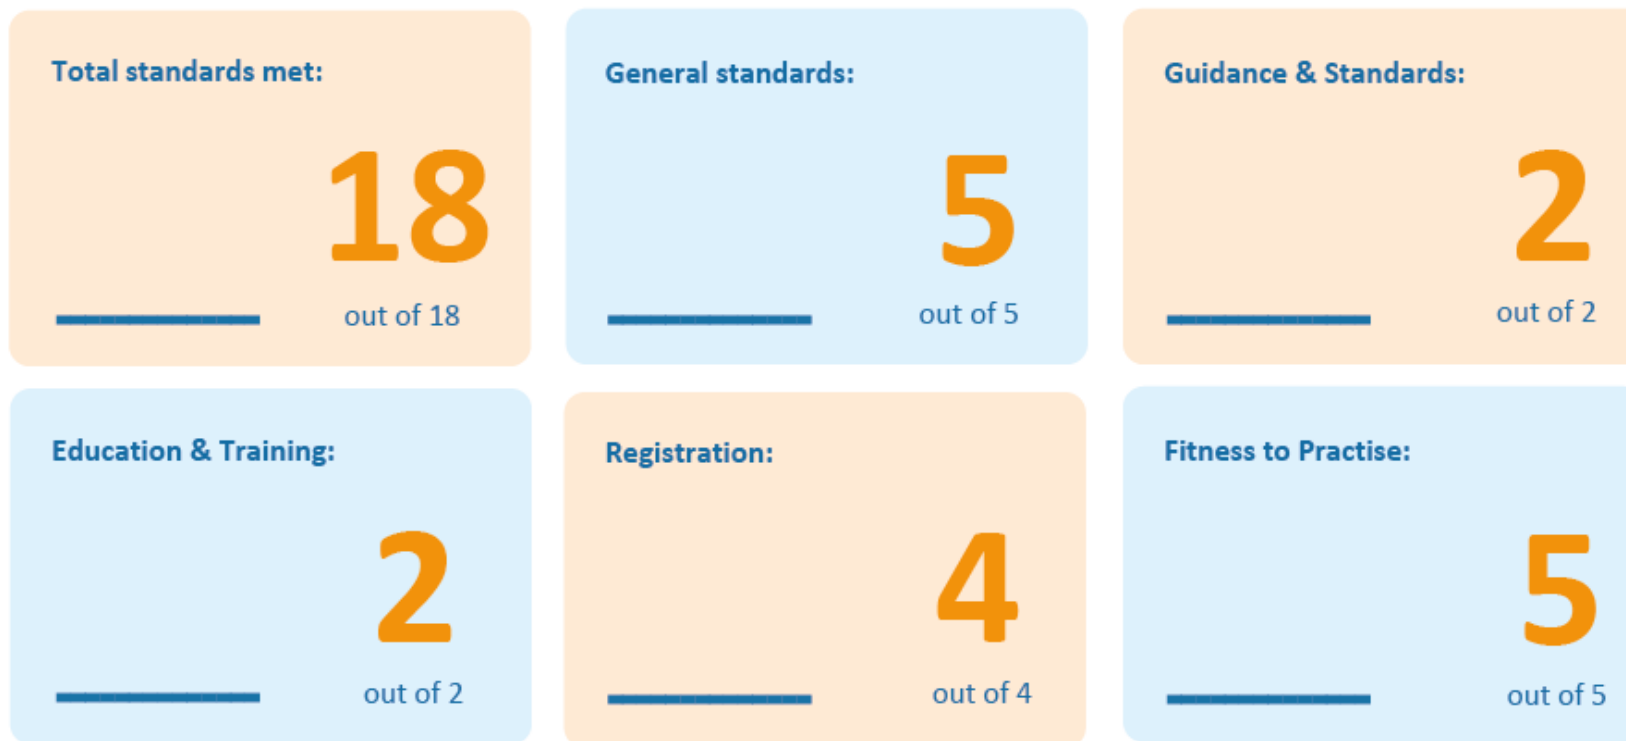 Total standards met:
18
out of 18
General standards:
5
out of 5
Guidance & Standards:
2
out of 2
Education & Training:
2
out of 2
Registration:
4
out of 4
Fitness to Practise:
5
out of 5